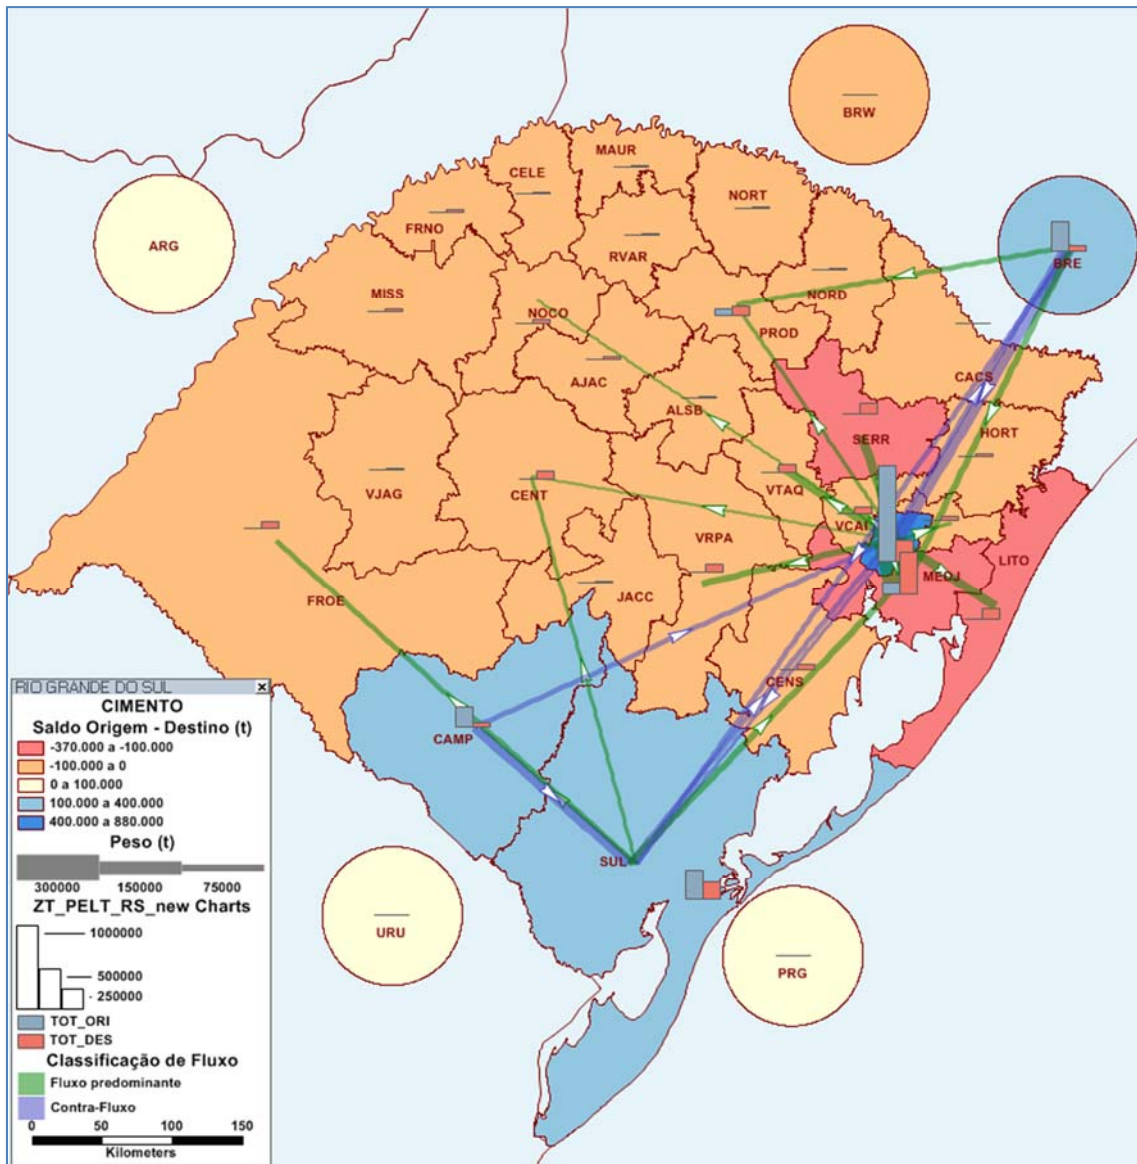 BRW
MAUR
CELE
NORT
FRNO
ARG
RVAR
BRE
MISS
NORD
NOCO
PROD
AJAC
CACS
ALSB
SERR
HORT
VJAG
CENT
VTAQ
VCAI
VRPA
LITO
MEDJ
FROE
JACC
CENS
CAMP
SUL
URU
PRG
RIO GRANDE DO SUL
CIMENTO
Saldo Origem - Destino (t)
-370.000 a -100.000
-100.000 a 0
0 a 100.000
100.000 a 400.000
400.000 a 880.000
Peso (t)
300000 150000 75000
ZT_PELT_RS_new Charts
1000000
500000
250000
TOT_ORI
TOT_DES
Classificação de Fluxo
Fluxo predominante
Contra-Fluxo
0 50 100 150
Kilometers